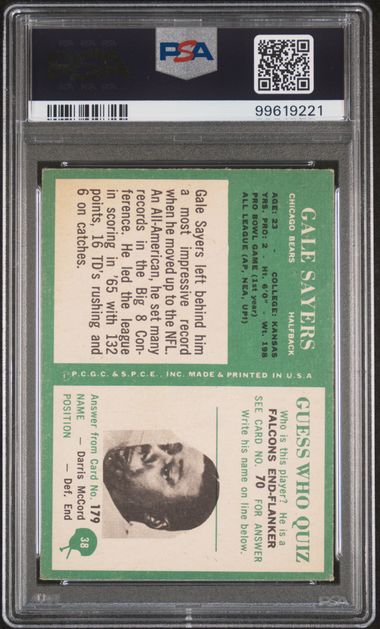 PSA
99619221
GALE SAYERS
CHICAGO BEARS HALFBACK
AGE: 23 - COLLEGE: KANSAS
YRS. PRO: 2 - Ht. 6'0" - Wt. 198
PRO BOWL GAME (1st year)
ALL LEAGUE (AP, NEA, UPI)
Gale Sayers left behind him
a most impressive record
when he moved up to the NFL.
An All-American, he set many
records in the Big 8 Con-
ference. He led the league
in scoring in '65 with 132
points, 16 TD's rushing and
6 on catches.
P.C.G.C. & S.P.C.E., INC. MADE & PRINTED IN U.S.A
GUESS WHO QUIZ
Who is this player? He is a
FALCONS END-FLANKER
SEE CARD NO. 70 FOR ANSWER
Write his name on line below.
Answer from Card No. 179
NAME — Darris McCord
POSITION — Def. End
38
PSA